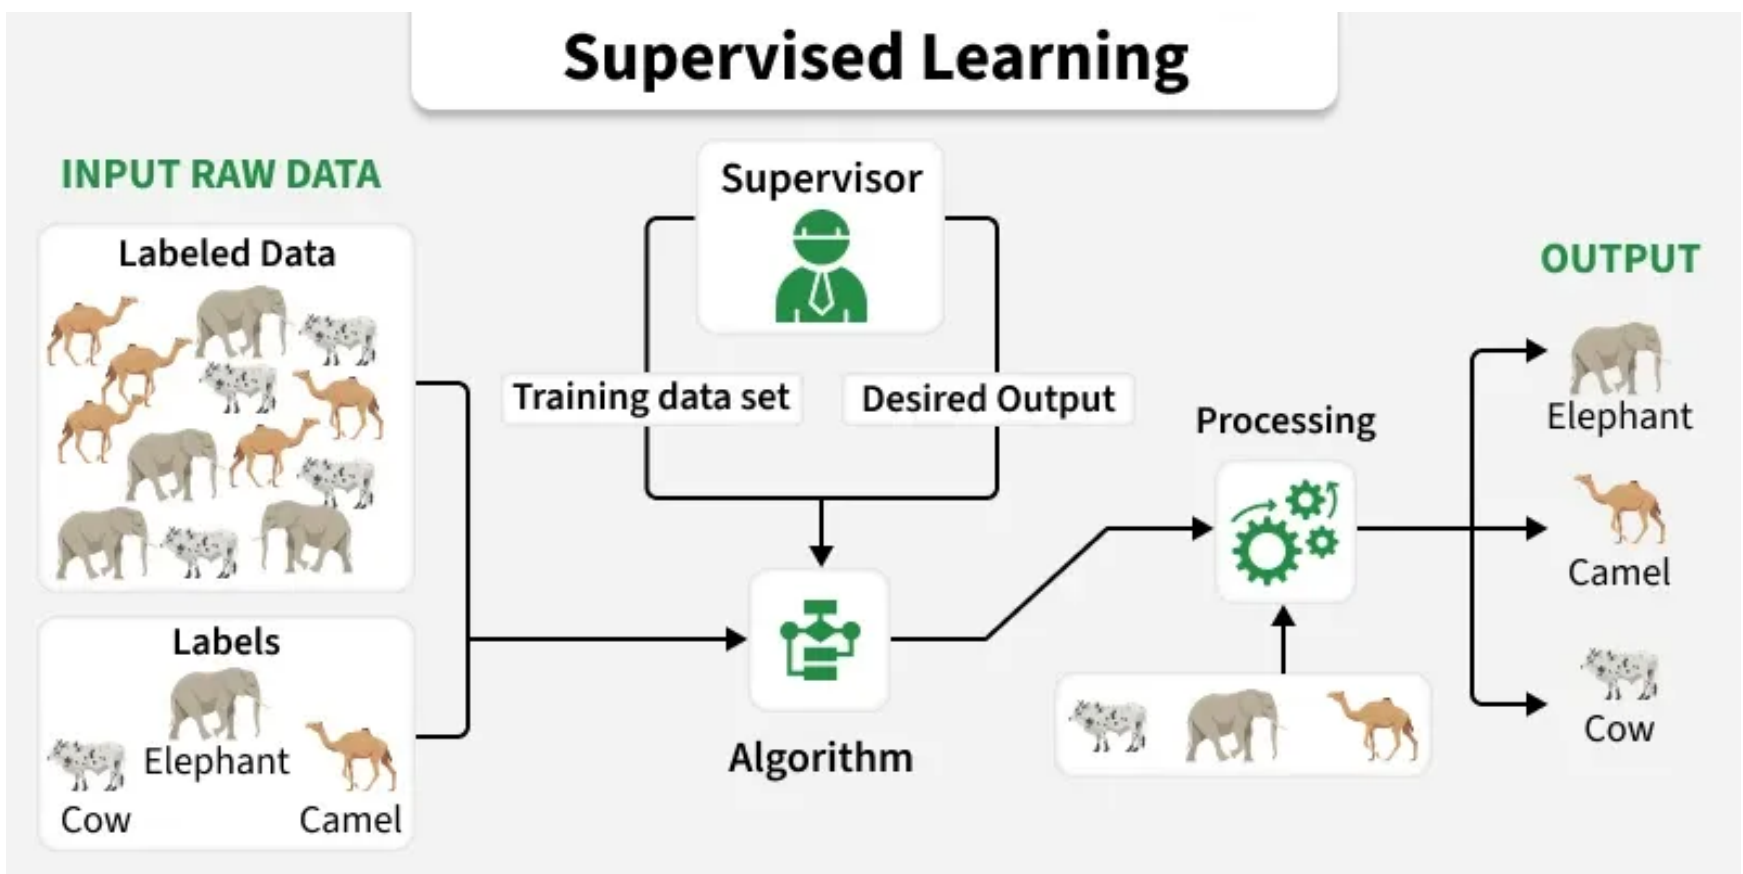 Supervised Learning
INPUT RAW DATA
Labeled Data
Labels
Elephant
Cow
Camel
Supervisor
Training data set
Desired Output
Algorithm
Processing
OUTPUT
Elephant
Camel
Cow